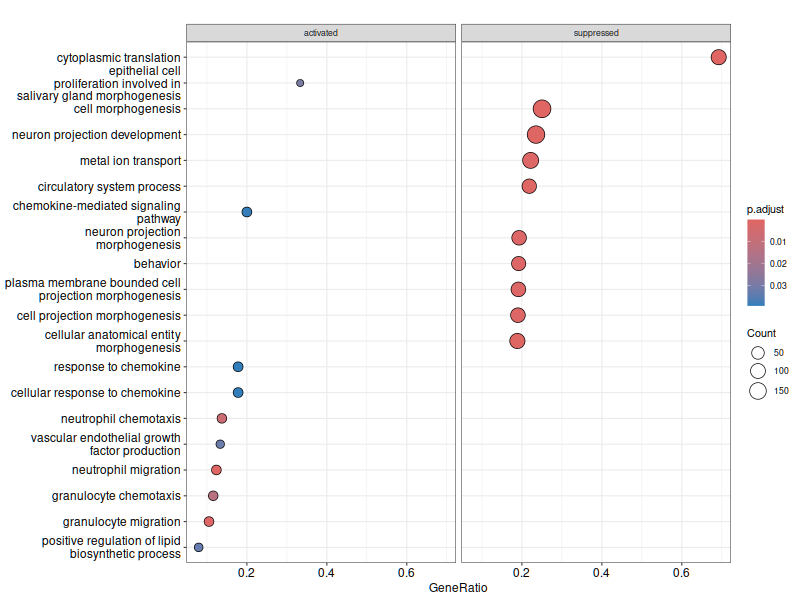 activated
suppressed
cytoplasmic translation
epithelial cell
proliferation involved in
salivary gland morphogenesis
cell morphogenesis
neuron projection development
metal ion transport
circulatory system process
chemokine-mediated signaling
pathway
neuron projection
morphogenesis
behavior
plasma membrane bounded cell
projection morphogenesis
cell projection morphogenesis
cellular anatomical entity
morphogenesis
response to chemokine
cellular response to chemokine
neutrophil chemotaxis
vascular endothelial growth
factor production
neutrophil migration
granulocyte chemotaxis
granulocyte migration
positive regulation of lipid
biosynthetic process
0.2 0.4 0.6
0.2 0.4 0.6
GeneRatio
p.adjust
0.01
0.02
0.03
Count
50
100
150